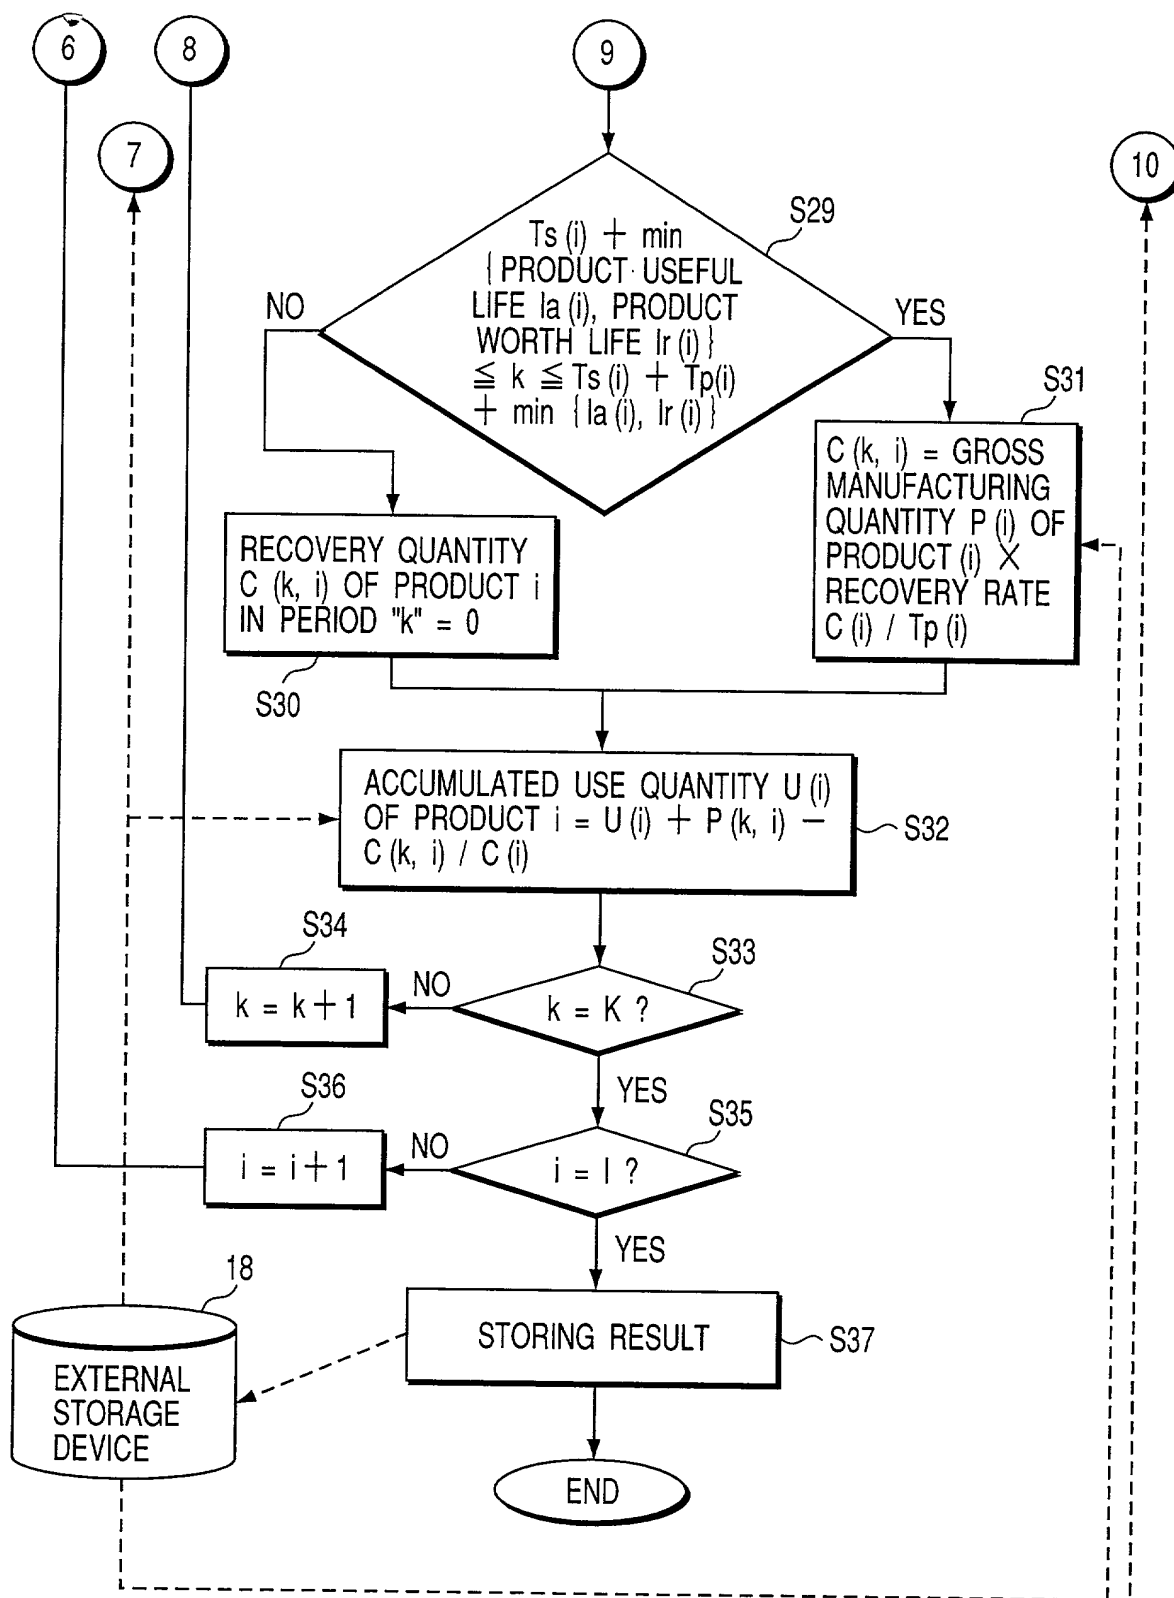 6
8
9
7
10
S29
Ts (i) + min
{ PRODUCT USEFUL
LIFE la (i), PRODUCT
WORTH LIFE lr (i) }
≦ k ≦ Ts (i) + Tp(i)
+ min {la (i), lr (i)}
NO
YES
S31
C (k, i) = GROSS
MANUFACTURING
QUANTITY P (i) OF
PRODUCT (i) X
RECOVERY RATE
C (i) / Tp (i)
RECOVERY QUANTITY
C (k, i) OF PRODUCT i
IN PERIOD "k" = 0
S30
ACCUMULATED USE QUANTITY U (i)
OF PRODUCT i = U (i) + P (k, i) −
C (k, i) / C (i)
S32
S34
k = k + 1
NO
S33
k = K ?
YES
S36
i = i + 1
NO
S35
i = I ?
YES
18
EXTERNAL
STORAGE
DEVICE
STORING RESULT
S37
END